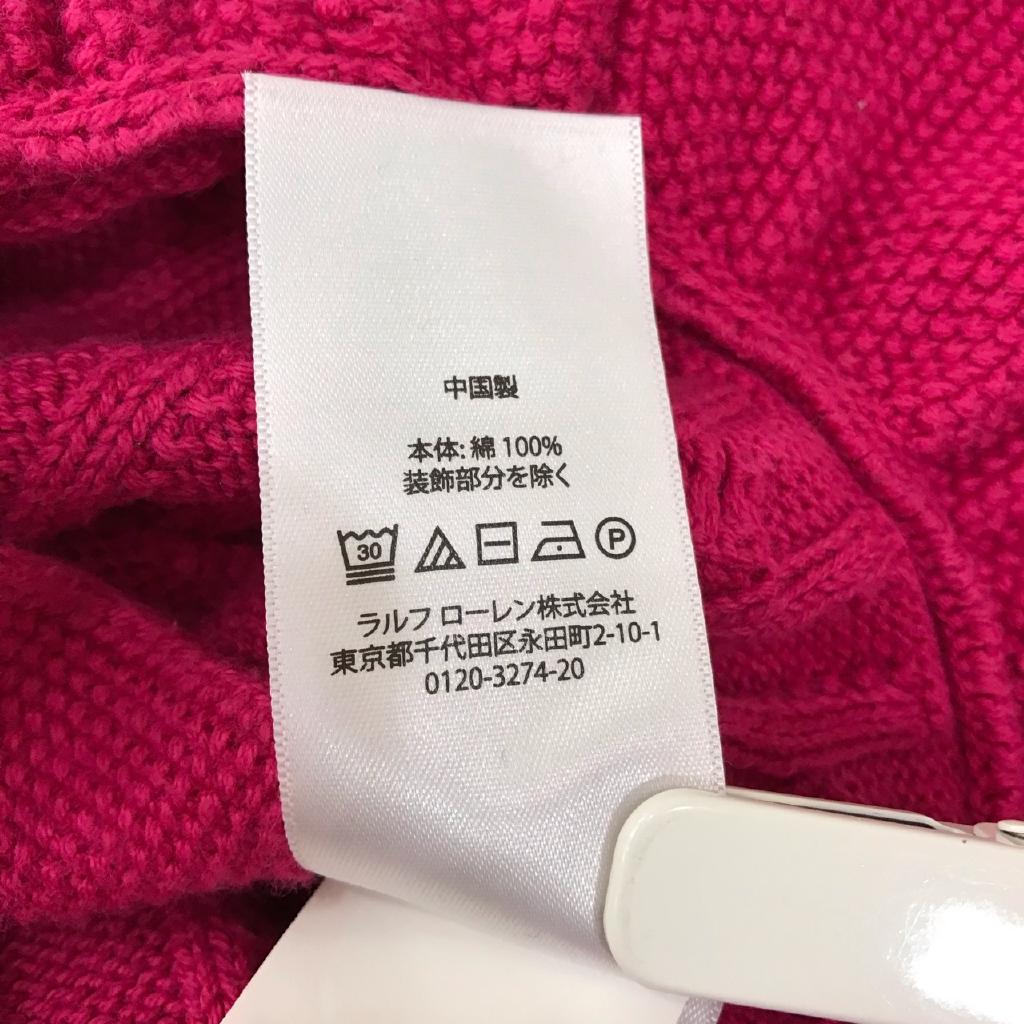 中国製
本体: 綿 100%
装飾部分を除く
30 P
ラルフ ローレン株式会社
東京都千代田区永田町2-10-1
0120-3274-20